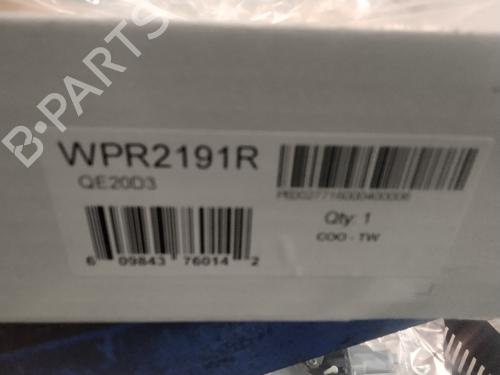 B-PARTS
WPR2191R
QE20D3
Qty: 1
COO - TW
6 09843 76014 2